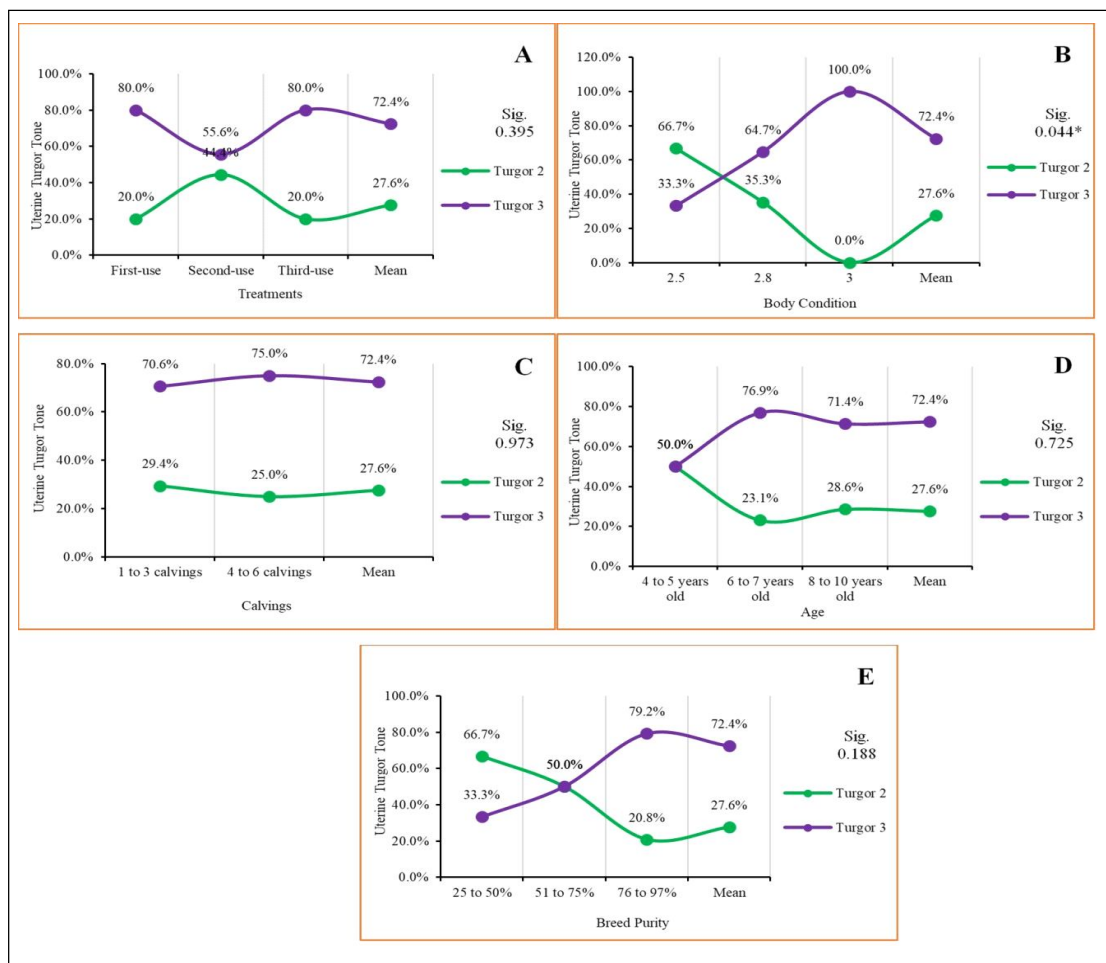 A
100.0%
80.0%
60.0%
40.0%
20.0%
0.0%
Uterine Turgor Tone
80.0%
55.6%
80.0%
72.4%
20.0%
44.4%
20.0%
27.6%
First-use Second-use Third-use Mean
Treatments
Sig.
0.395
Turgor 2
Turgor 3
B
120.0%
100.0%
80.0%
60.0%
40.0%
20.0%
0.0%
Uterine Turgor Tone
66.7%
35.3%
0.0%
27.6%
33.3%
64.7%
100.0%
72.4%
2.5 2.8 3 Mean
Body Condition
Sig.
0.044*
Turgor 2
Turgor 3
C
80.0%
60.0%
40.0%
20.0%
0.0%
Uterine Turgor Tone
70.6%
75.0%
72.4%
29.4%
25.0%
27.6%
1 to 3 calvings 4 to 6 calvings Mean
Calvings
Sig.
0.973
Turgor 2
Turgor 3
D
100.0%
80.0%
60.0%
40.0%
20.0%
0.0%
Uterine Turgor Tone
50.0%
76.9%
71.4%
72.4%
23.1%
28.6%
27.6%
4 to 5 years 6 to 7 years 8 to 10 years Mean
old old old
Age
Sig.
0.725
Turgor 2
Turgor 3
E
100.0%
80.0%
60.0%
40.0%
20.0%
0.0%
Uterine Turgor Tone
66.7%
50.0%
79.2%
72.4%
33.3%
20.8%
27.6%
25 to 50% 51 to 75% 76 to 97% Mean
Breed Purity
Sig.
0.188
Turgor 2
Turgor 3